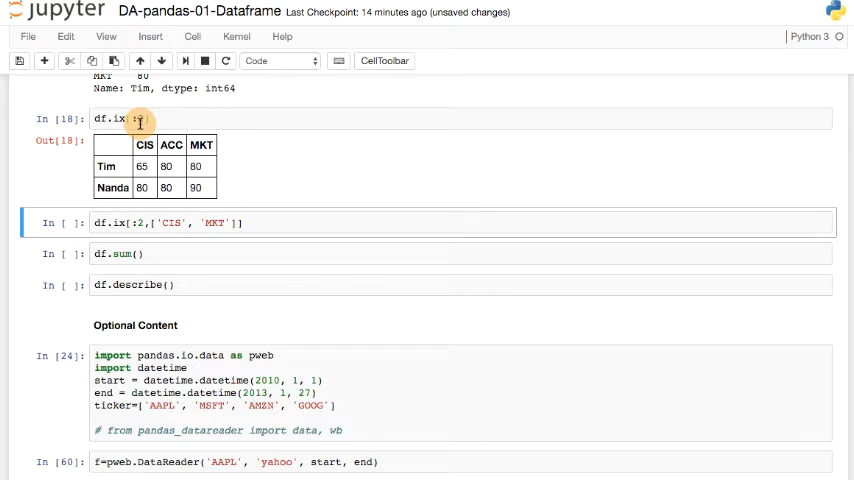 jupyter DA-pandas-01-Dataframe Last Checkpoint: 14 minutes ago (unsaved changes)
File Edit View Insert Cell Kernel Help Python 3
Code CellToolbar
MKT 80
Name: Tim, dtype: int64
In [18]: df.ix[:2]
Out[18]:
CIS ACC MKT
Tim 65 80 80
Nanda 80 80 90
In [ ]: df.ix[:2,['CIS', 'MKT']]
In [ ]: df.sum()
In [ ]: df.describe()
Optional Content
In [24]: import pandas.io.data as pweb
import datetime
start = datetime.datetime(2010, 1, 1)
end = datetime.datetime(2013, 1, 27)
ticker=['AAPL', 'MSFT', 'AMZN', 'GOOG']
# from pandas_datareader import data, wb
In [60]: f=pweb.DataReader('AAPL', 'yahoo', start, end)